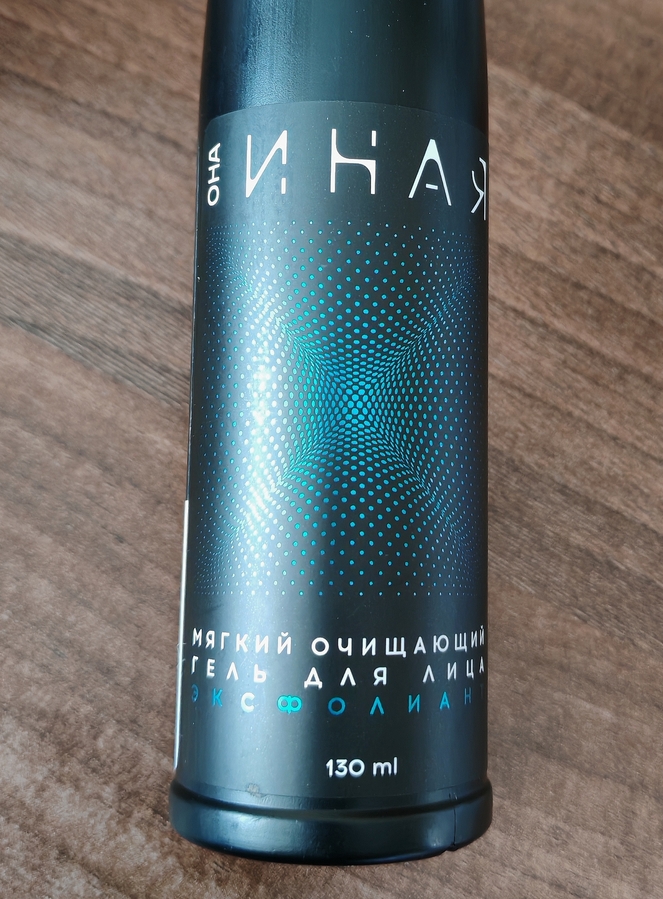 ОНА
ИНАЯ
МЯГКИЙ ОЧИЩАЮЩИЙ
ГЕЛЬ ДЛЯ ЛИЦА
ЭКСФОЛИАНТ
130 ml